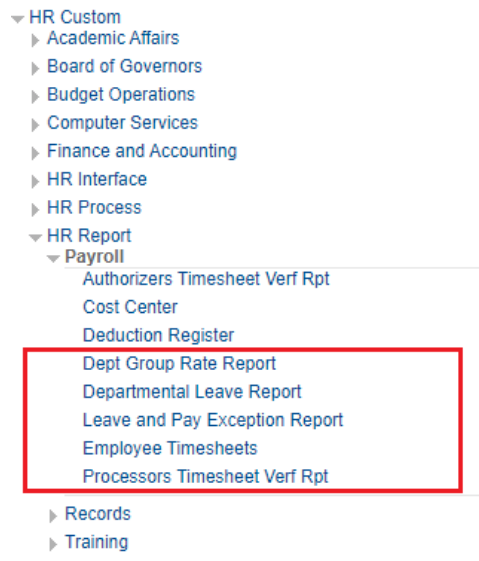 HR Custom
Academic Affairs
Board of Governors
Budget Operations
Computer Services
Finance and Accounting
HR Interface
HR Process
HR Report
Payroll
Authorizers Timesheet Verf Rpt
Cost Center
Deduction Register
Dept Group Rate Report
Departmental Leave Report
Leave and Pay Exception Report
Employee Timesheets
Processors Timesheet Verf Rpt
Records
Training